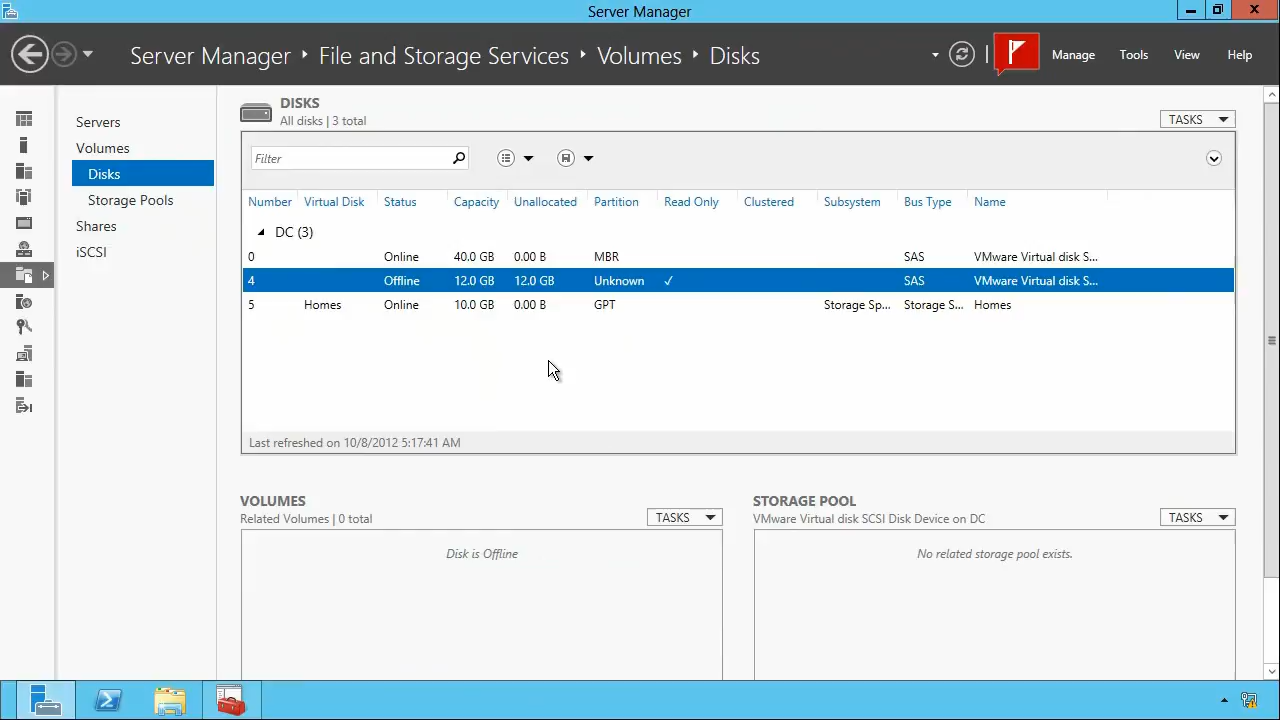 Server Manager
Server Manager ‣ File and Storage Services ‣ Volumes ‣ Disks
Manage Tools View Help
Servers
Volumes
Disks
Storage Pools
Shares
iSCSI
DISKS
All disks | 3 total
TASKS
Filter
Number Virtual Disk Status Capacity Unallocated Partition Read Only Clustered Subsystem Bus Type Name
DC (3)
0 Online 40.0 GB 0.00 B MBR SAS VMware Virtual disk S...
4 Offline 12.0 GB 12.0 GB Unknown ✓ SAS VMware Virtual disk S...
5 Homes Online 10.0 GB 0.00 B GPT Storage Sp... Storage S... Homes
Last refreshed on 10/8/2012 5:17:41 AM
VOLUMES
Related Volumes | 0 total
TASKS
Disk is Offline
STORAGE POOL
VMware Virtual disk SCSI Disk Device on DC
TASKS
No related storage pool exists.